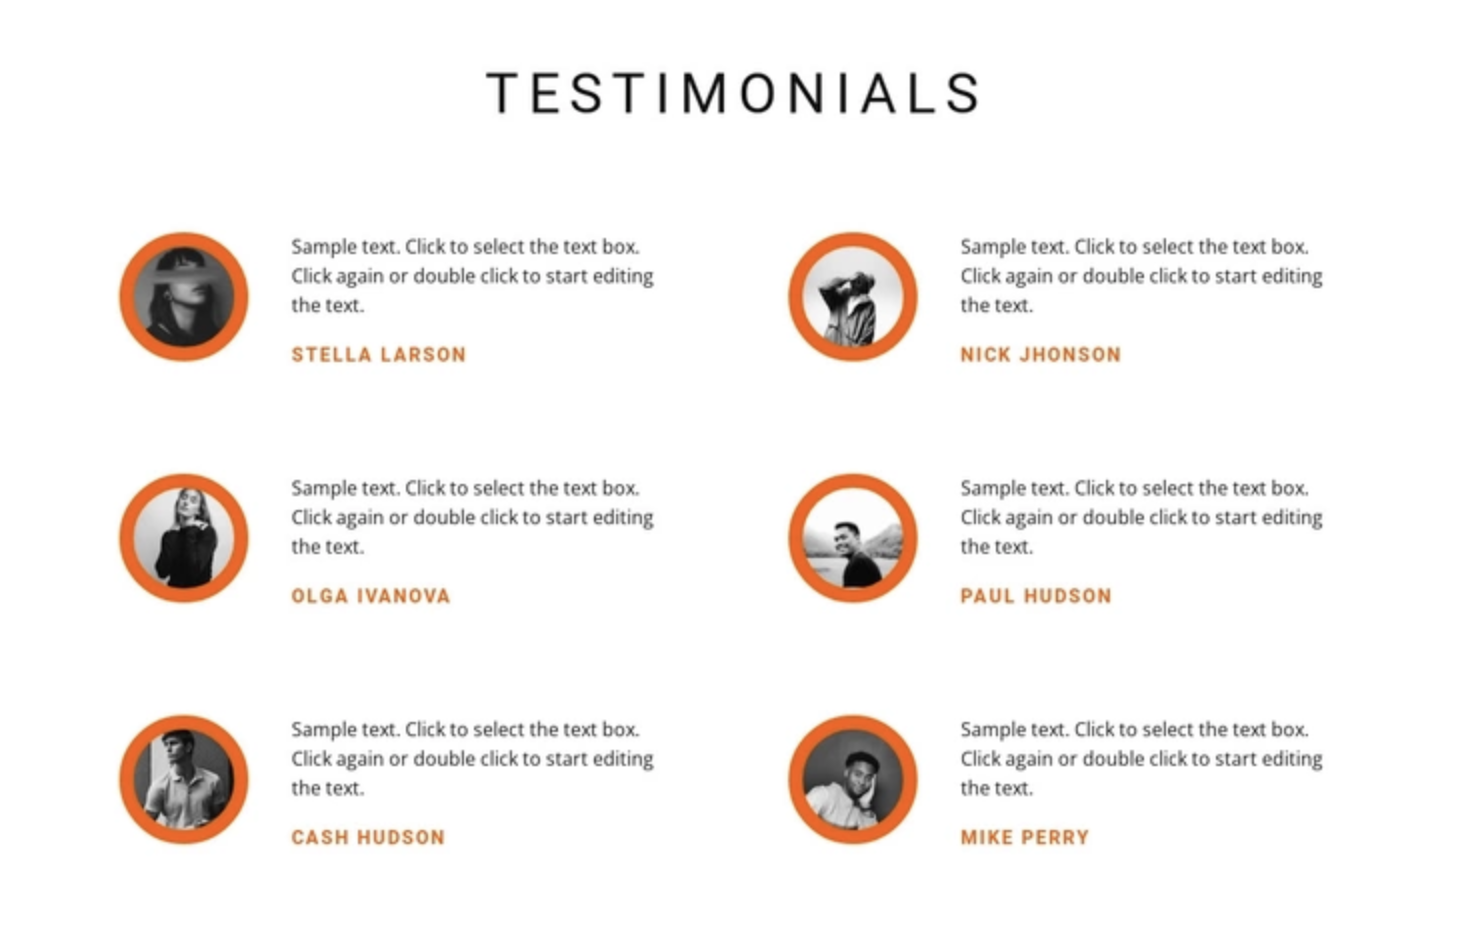 TESTIMONIALS
Sample text. Click to select the text box.
Click again or double click to start editing
the text.
STELLA LARSON
Sample text. Click to select the text box.
Click again or double click to start editing
the text.
NICK JHONSON
Sample text. Click to select the text box.
Click again or double click to start editing
the text.
OLGA IVANOVA
Sample text. Click to select the text box.
Click again or double click to start editing
the text.
PAUL HUDSON
Sample text. Click to select the text box.
Click again or double click to start editing
the text.
CASH HUDSON
Sample text. Click to select the text box.
Click again or double click to start editing
the text.
MIKE PERRY